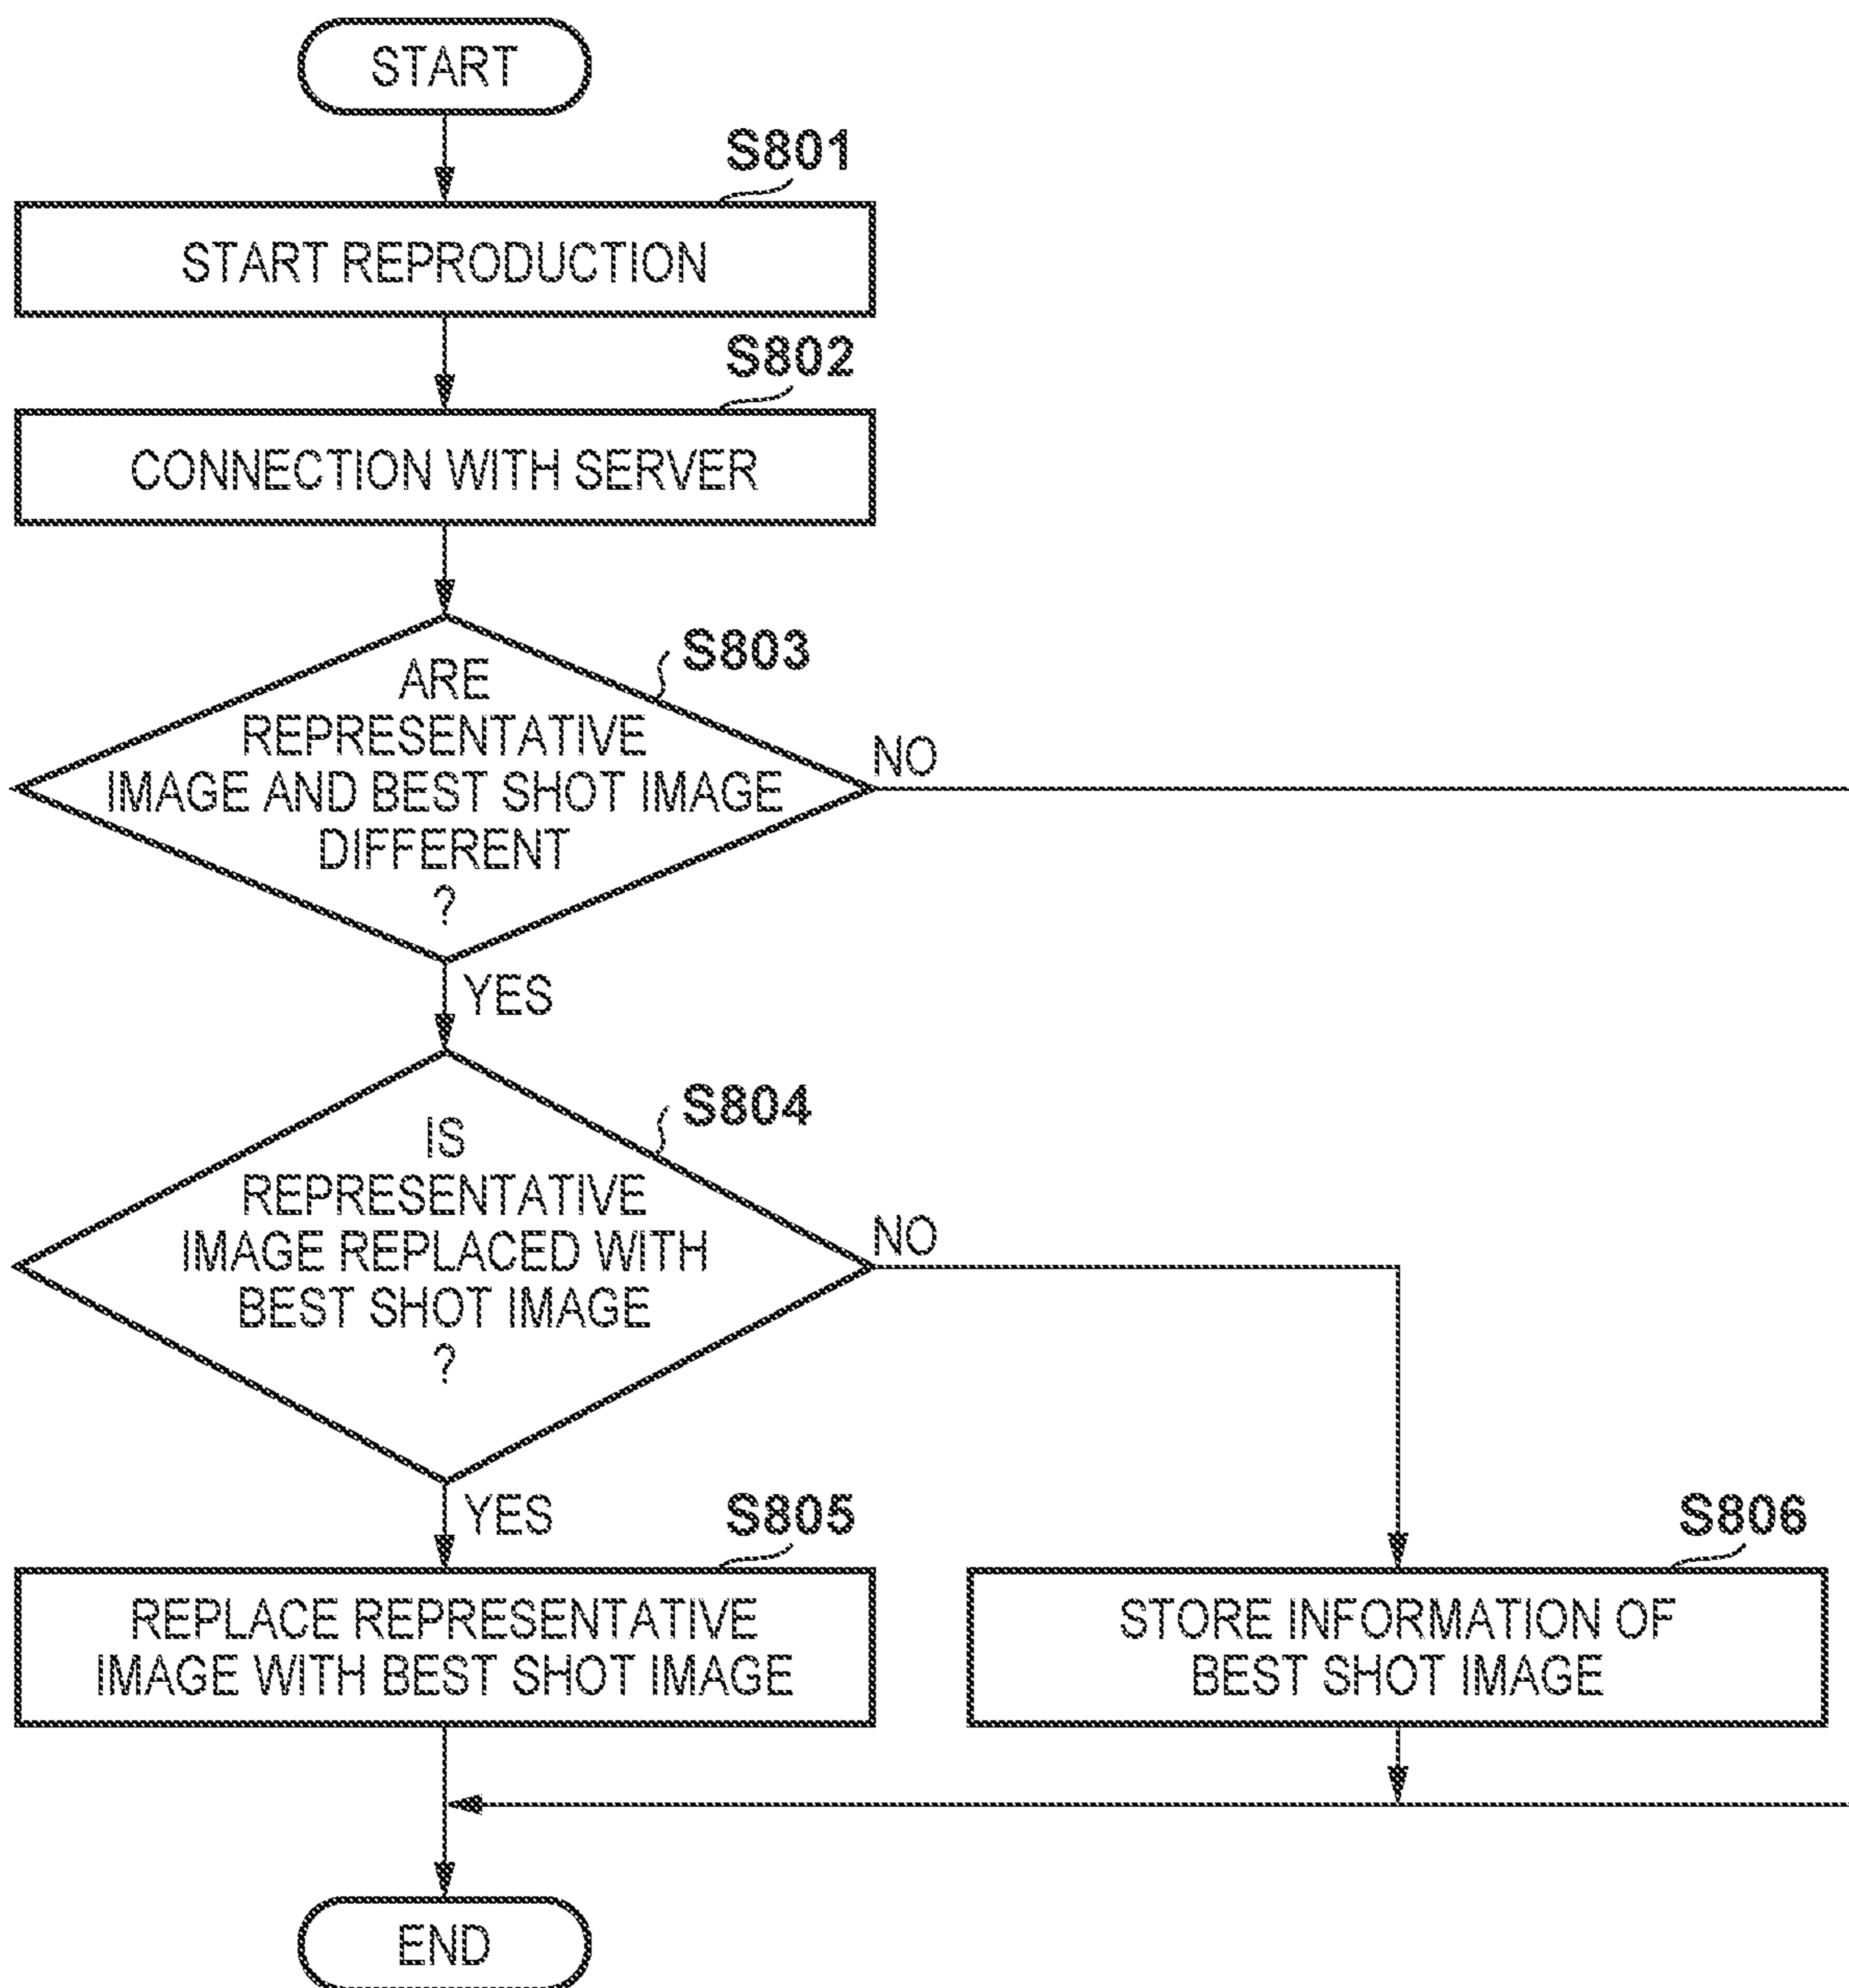 START
S801
START REPRODUCTION
S802
CONNECTION WITH SERVER
S803
ARE
REPRESENTATIVE
IMAGE AND BEST SHOT IMAGE
DIFFERENT
?
NO
YES
S804
IS
REPRESENTATIVE
IMAGE REPLACED WITH
BEST SHOT IMAGE
?
NO
YES
S805
REPLACE REPRESENTATIVE
IMAGE WITH BEST SHOT IMAGE
S806
STORE INFORMATION OF
BEST SHOT IMAGE
END